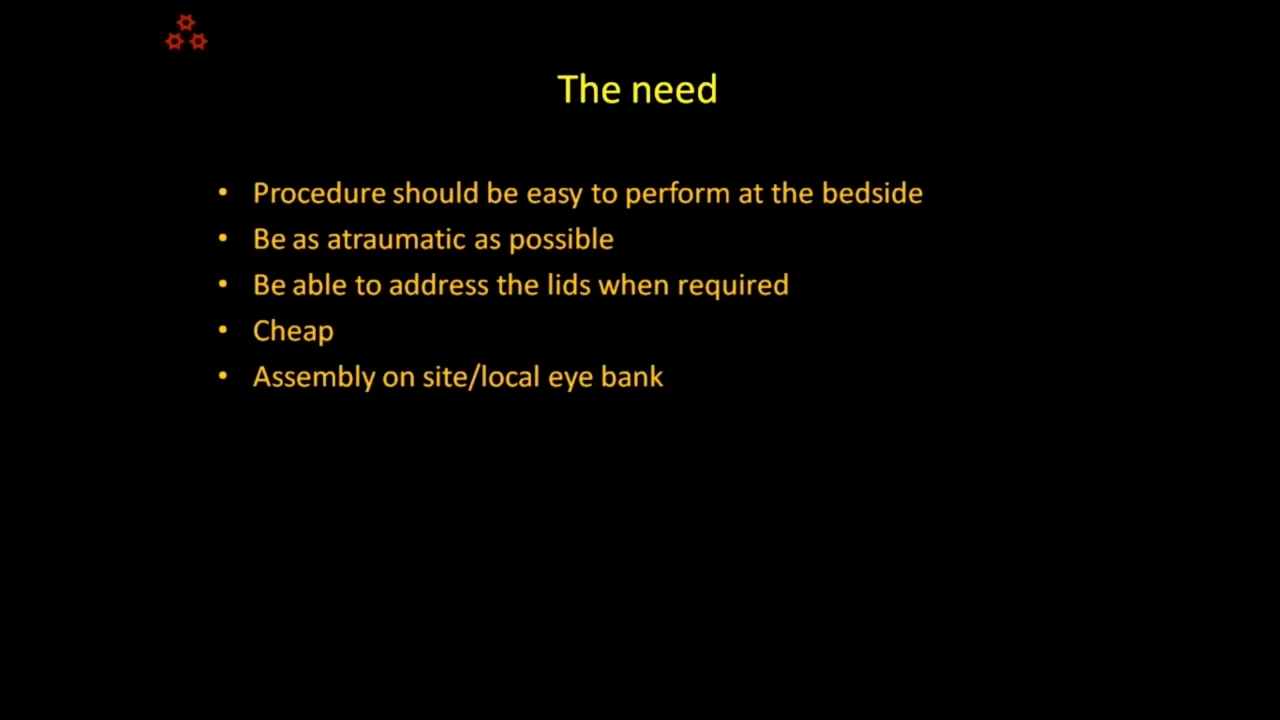 The need
• Procedure should be easy to perform at the bedside
• Be as atraumatic as possible
• Be able to address the lids when required
• Cheap
• Assembly on site/local eye bank